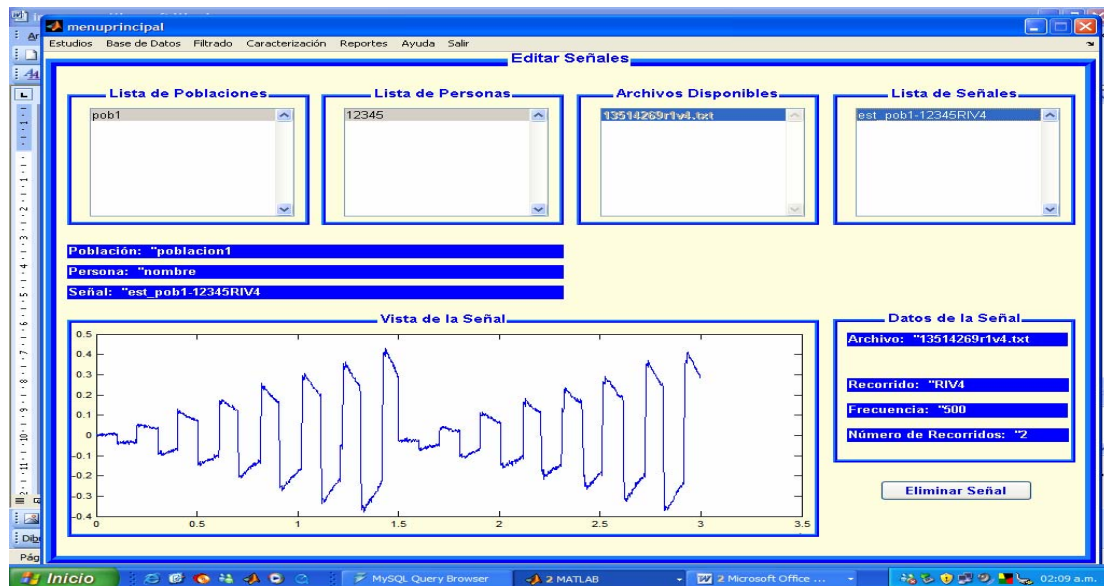 menuprincipal
Estudios Base de Datos Filtrado Caracterización Reportes Ayuda Salir
Editar Señales
Lista de Poblaciones
Lista de Personas
Archivos Disponibles
Lista de Señales
pob1
12345
13514269r1v4.txt
est_pob1-12345RIV4
Población: "poblacion1
Persona: "nombre
Señal: "est_pob1-12345RIV4
Vista de la Señal
Datos de la Señal
0.5
0.4
0.3
0.2
0.1
0
-0.1
-0.2
-0.3
-0.4
0 0.5 1 1.5 2 2.5 3 3.5
Archivo: "13514269r1v4.txt
Recorrido: "RIV4
Frecuencia: "500
Número de Recorridos: "2
Eliminar Señal
Pág
Inicio
MySQL Query Browser
2 MATLAB
2 Microsoft Office ...
02:09 a.m.